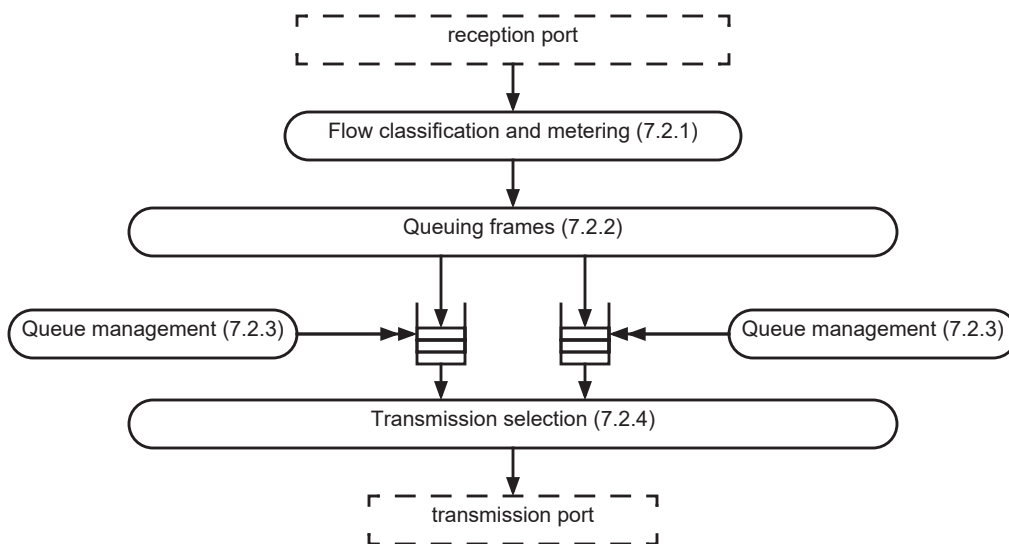 reception port
Flow classification and metering (7.2.1)
Queuing frames (7.2.2)
Queue management (7.2.3)
Queue management (7.2.3)
Transmission selection (7.2.4)
transmission port